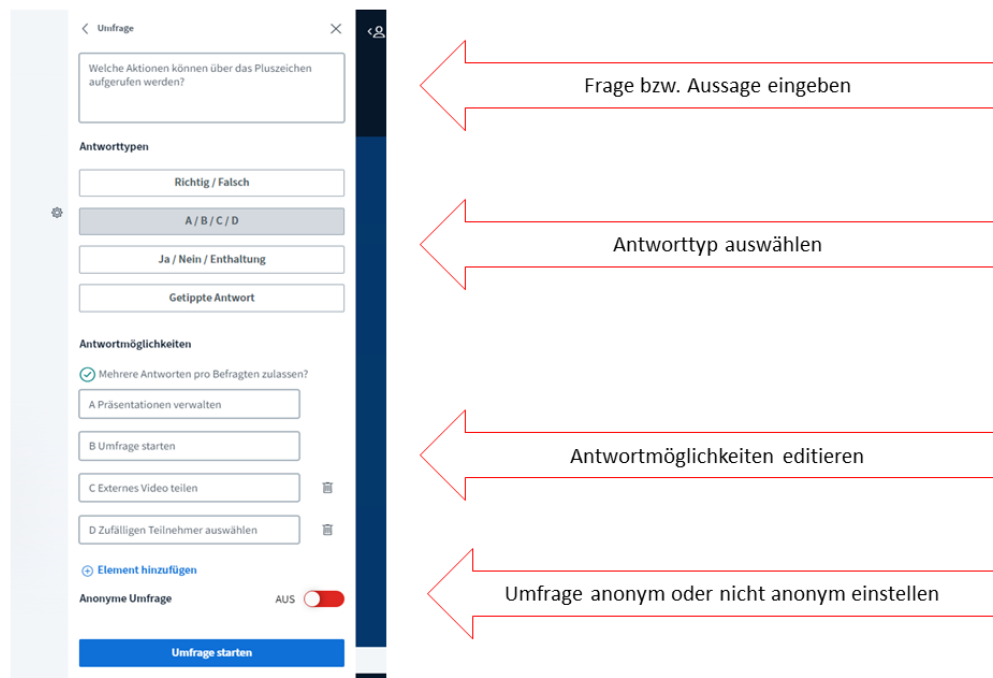 Umfrage
Welche Aktionen können über das Pluszeichen
aufgerufen werden?
Frage bzw. Aussage eingeben
Antworttypen
Richtig / Falsch
A / B / C / D
Antworttyp auswählen
Ja / Nein / Enthaltung
Getippte Antwort
Antwortmöglichkeiten
Mehrere Antworten pro Befragten zulassen?
A Präsentationen verwalten
B Umfrage starten
Antwortmöglichkeiten editieren
C Externes Video teilen
D Zufälligen Teilnehmer auswählen
Element hinzufügen
Anonyme Umfrage AUS
Umfrage anonym oder nicht anonym einstellen
Umfrage starten